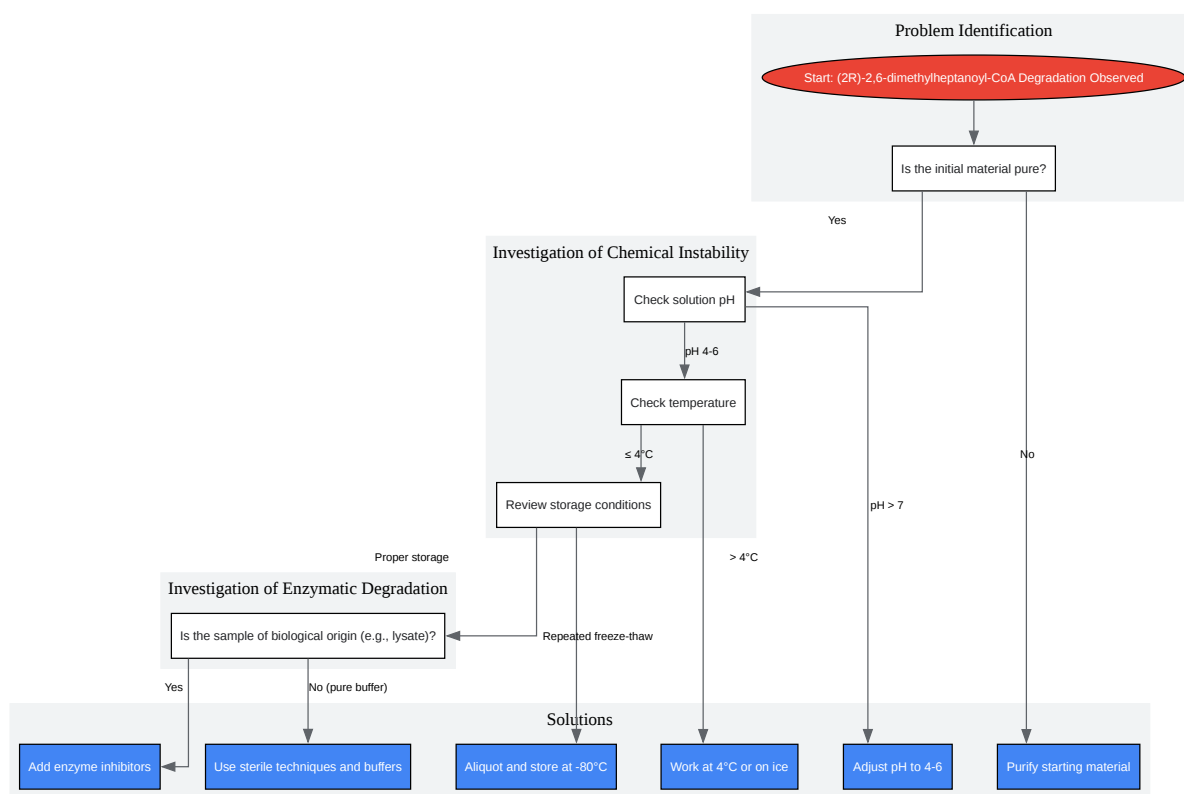 Problem Identification
Start: (2R)-2,6-dimethylheptanoyl-CoA Degradation Observed
Is the initial material pure?
Yes
Investigation of Chemical Instability
Check solution pH
pH 4-6
Check temperature
≤ 4°C
No
Review storage conditions
pH > 7
Proper storage
> 4°C
Investigation of Enzymatic Degradation
Is the sample of biological origin (e.g., lysate)?
Repeated freeze-thaw
Yes
No (pure buffer)
Solutions
Add enzyme inhibitors
Use sterile techniques and buffers
Aliquot and store at -80°C
Work at 4°C or on ice
Adjust pH to 4-6
Purify starting material